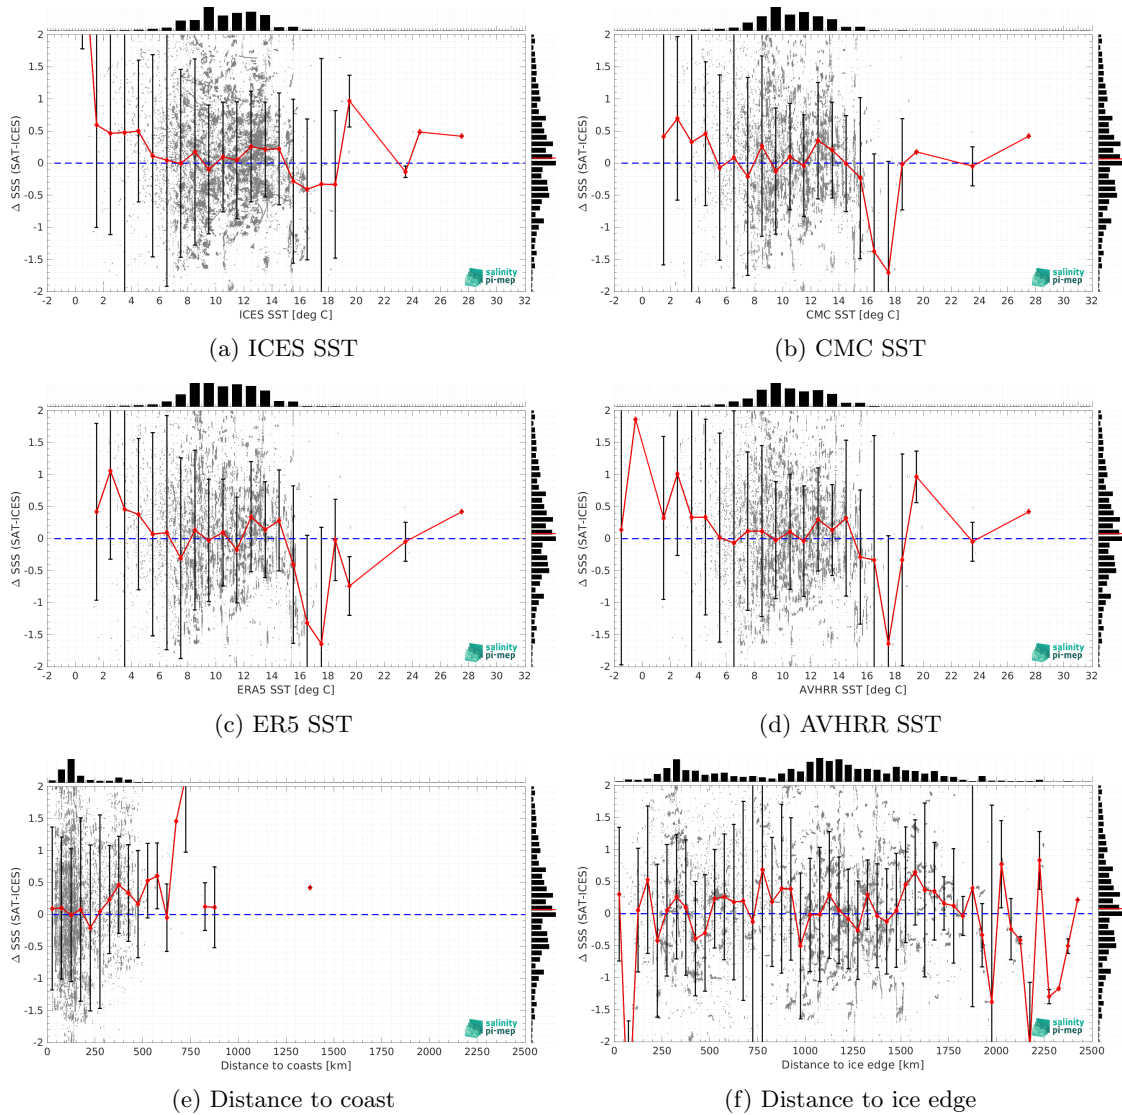 2
1.5
1
0.5
0
-0.5
-1
-1.5
-2
Δ SSS (SAT-ICES)
-2 0 2 4 6 8 10 12 14 16 18 20 22 24 26 28 30 32
ICES SST [deg C]
salinity
pi-mep
(a) ICES SST
2
1.5
1
0.5
0
-0.5
-1
-1.5
-2
Δ SSS (SAT-ICES)
-2 0 2 4 6 8 10 12 14 16 18 20 22 24 26 28 30 32
CMC SST [deg C]
salinity
pi-mep
(b) CMC SST
2
1.5
1
0.5
0
-0.5
-1
-1.5
-2
Δ SSS (SAT-ICES)
-2 0 2 4 6 8 10 12 14 16 18 20 22 24 26 28 30 32
ERA5 SST [deg C]
salinity
pi-mep
(c) ER5 SST
2
1.5
1
0.5
0
-0.5
-1
-1.5
-2
Δ SSS (SAT-ICES)
-2 0 2 4 6 8 10 12 14 16 18 20 22 24 26 28 30 32
AVHRR SST [deg C]
salinity
pi-mep
(d) AVHRR SST
2
1.5
1
0.5
0
-0.5
-1
-1.5
-2
Δ SSS (SAT-ICES)
0 250 500 750 1000 1250 1500 1750 2000 2250 2500
Distance to coasts [km]
salinity
pi-mep
(e) Distance to coast
2
1.5
1
0.5
0
-0.5
-1
-1.5
-2
Δ SSS (SAT-ICES)
0 250 500 750 1000 1250 1500 1750 2000 2250 2500
Distance to ice edge [km]
salinity
pi-mep
(f) Distance to ice edge